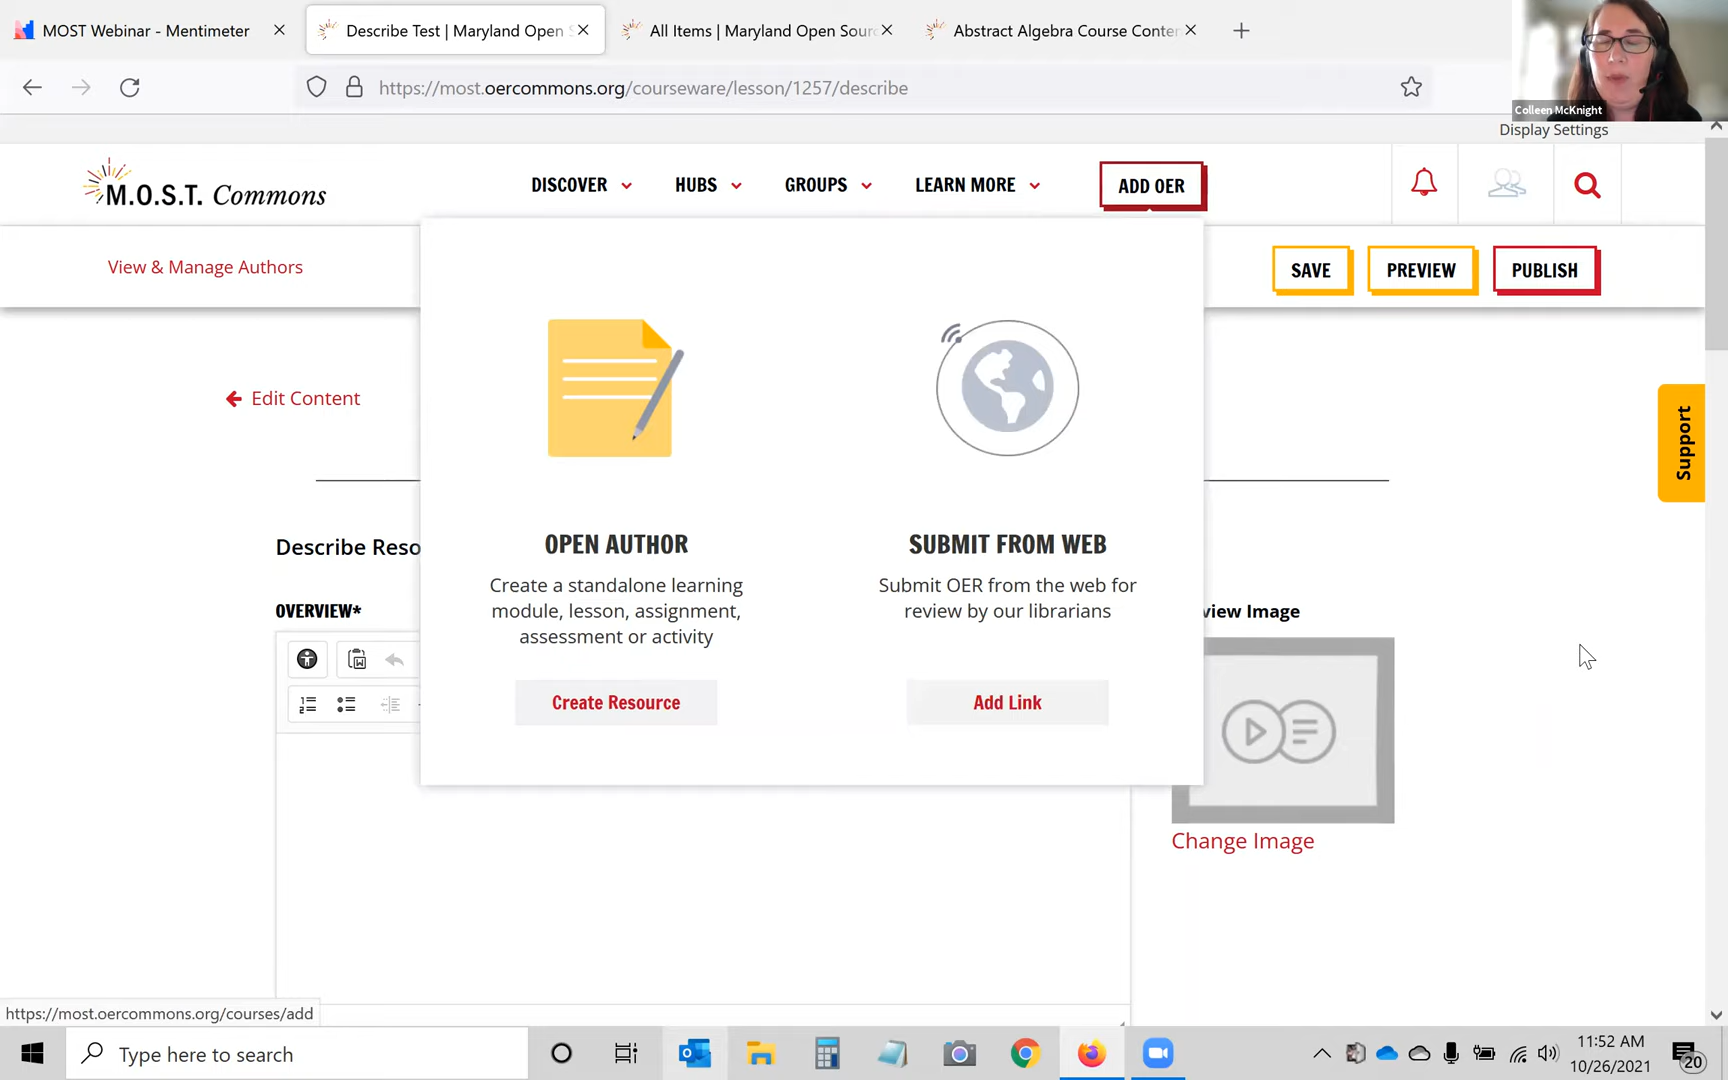 MOST Webinar - Mentimeter
Describe Test | Maryland Open S
All Items | Maryland Open Sour
Abstract Algebra Course Conte
https://most.oercommons.org/courseware/lesson/1257/describe
Colleen McKnight
Display Settings
M.O.S.T. Commons
DISCOVER
HUBS
GROUPS
LEARN MORE
ADD OER
View & Manage Authors
SAVE
PREVIEW
PUBLISH
Edit Content
Support
OPEN AUTHOR
Create a standalone learning
module, lesson, assignment,
assessment or activity
Create Resource
SUBMIT FROM WEB
Submit OER from the web for
review by our librarians
Add Link
Describe Reso
OVERVIEW*
view Image
Change Image
https://most.oercommons.org/courses/add
Type here to search
11:52 AM
10/26/2021
20